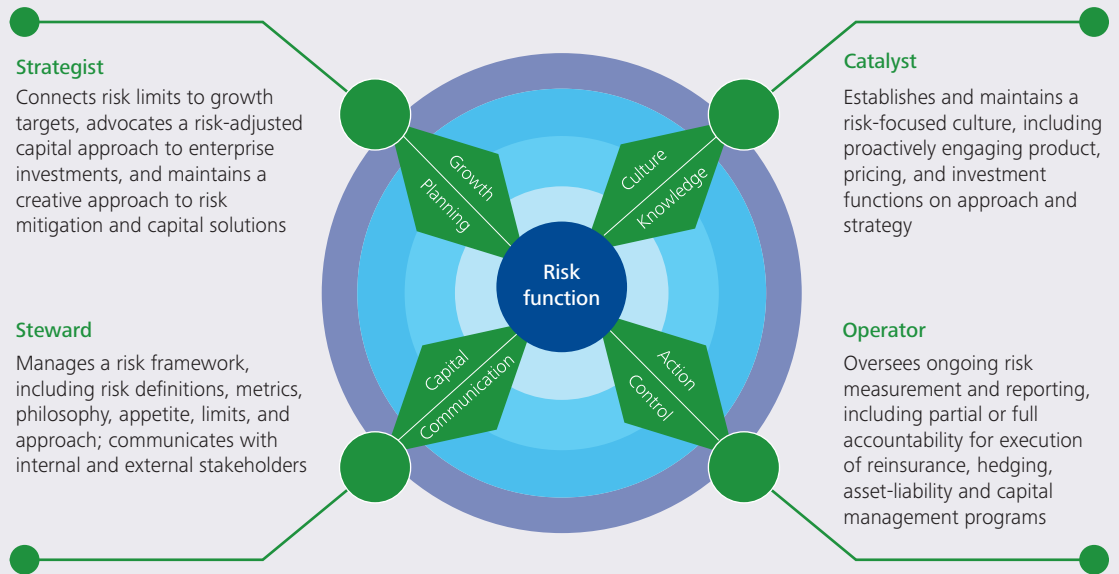 Strategist
Connects risk limits to growth
targets, advocates a risk-adjusted
capital approach to enterprise
investments, and maintains a
creative approach to risk
mitigation and capital solutions
Growth
Planning
Culture
Knowledge
Catalyst
Establishes and maintains a
risk-focused culture, including
proactively engaging product,
pricing, and investment
functions on approach and
strategy
Risk
function
Steward
Manages a risk framework,
including risk definitions, metrics,
philosophy, appetite, limits, and
approach; communicates with
internal and external stakeholders
Capital
Communication
Action
Control
Operator
Oversees ongoing risk
measurement and reporting,
including partial or full
accountability for execution
of reinsurance, hedging,
asset-liability and capital
management programs